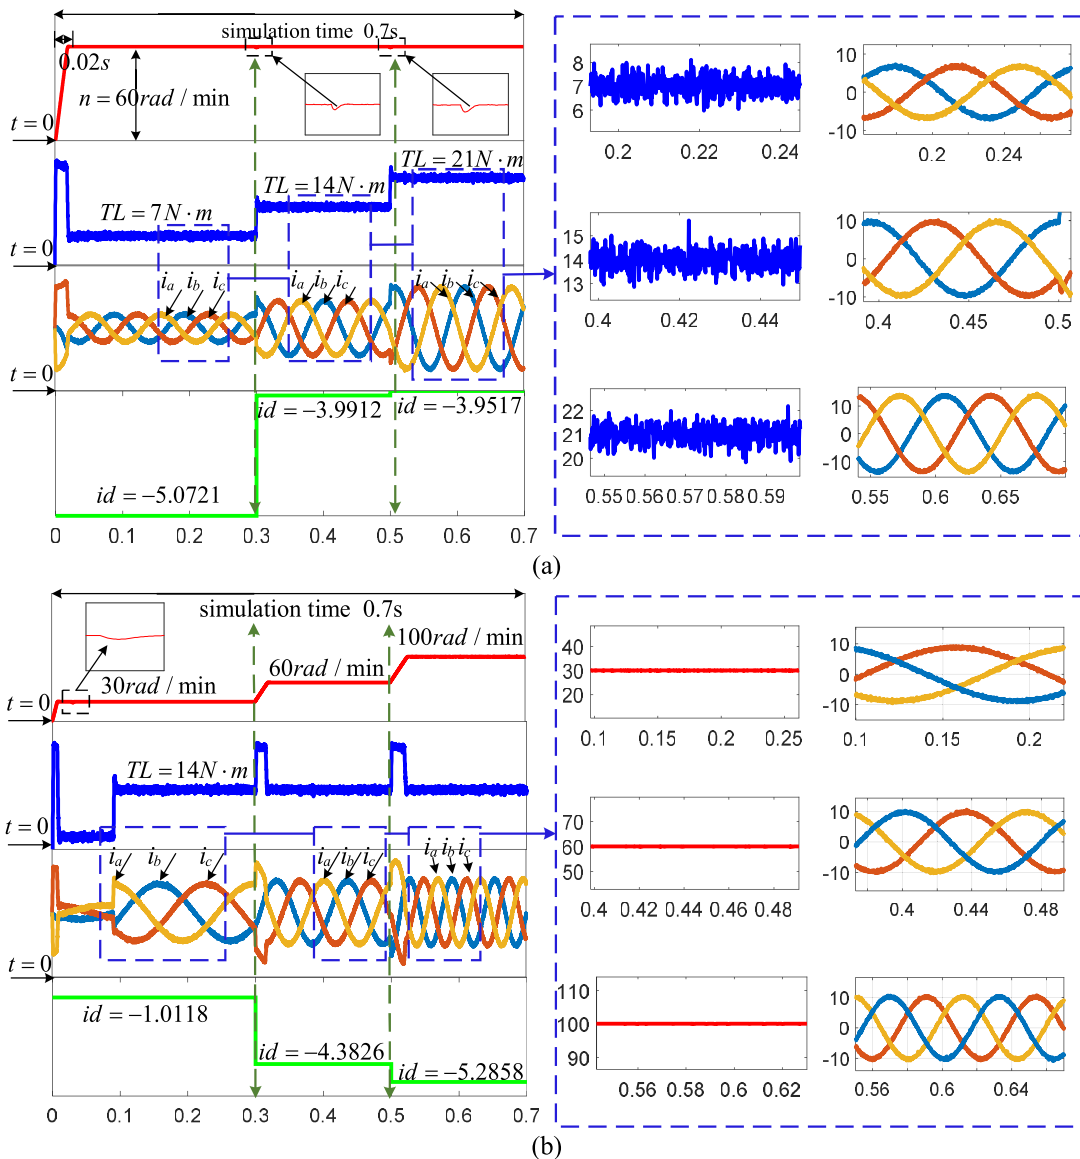 simulation time 0.7s
0.02s
n = 60rad / min
t = 0
TL = 21N · m
TL = 14N · m
TL = 7N · m
t = 0
ia ib ic ia ib ic ia ib ic
t = 0
id = −3.9912 id = −3.9517
id = −5.0721
0 0.1 0.2 0.3 0.4 0.5 0.6 0.7
8
7
6
0.2 0.22 0.24
10
0
-10
0.2 0.24
15
14
13
0.4 0.42 0.44
10
0
-10
0.4 0.45 0.5
22
21
20
0.55 0.56 0.57 0.58 0.59
10
0
-10
0.55 0.6 0.65
(a)
simulation time 0.7s
100rad / min
60rad / min
30rad / min
t = 0
TL = 14N · m
t = 0
ia ib ic ia ib ic ia ib ic
t = 0
id = −1.0118
id = −4.3826
id = −5.2858
0 0.1 0.2 0.3 0.4 0.5 0.6 0.7
40
30
20
0.1 0.15 0.2 0.25
10
0
-10
0.1 0.15 0.2
70
60
50
0.4 0.42 0.44 0.46 0.48
10
0
-10
0.4 0.44 0.48
110
100
90
0.56 0.58 0.6 0.62
10
0
-10
0.56 0.6 0.64
(b)